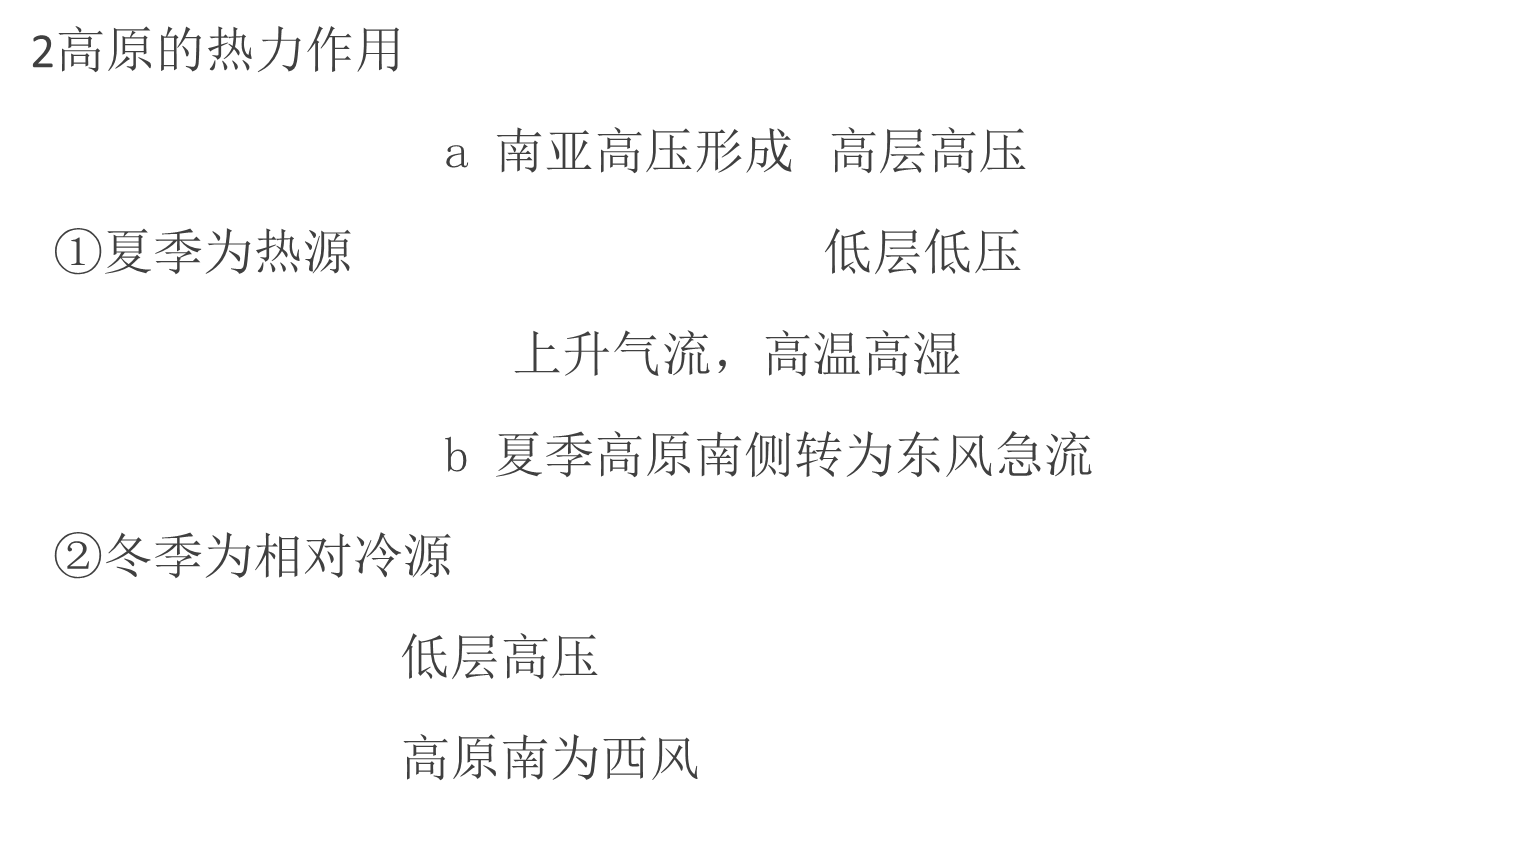 2高原的热力作用
a 南亚高压形成 高层高压
①夏季为热源 低层低压
上升气流，高温高湿
b 夏季高原南侧转为东风急流
②冬季为相对冷源
低层高压
高原南为西风